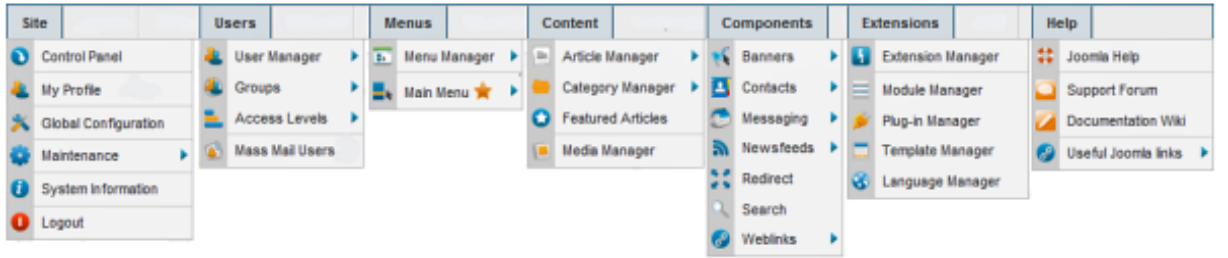 Site
Control Panel
My Profile
Global Configuration
Maintenance
System Information
Logout
Users
User Manager
Groups
Access Levels
Mass Mail Users
Menus
Menu Manager
Main Menu
Content
Article Manager
Category Manager
Featured Articles
Media Manager
Components
Banners
Contacts
Messaging
Newsfeeds
Redirect
Search
Weblinks
Extensions
Extension Manager
Module Manager
Plug-in Manager
Template Manager
Language Manager
Help
Joomla Help
Support Forum
Documentation Wiki
Useful Joomla links